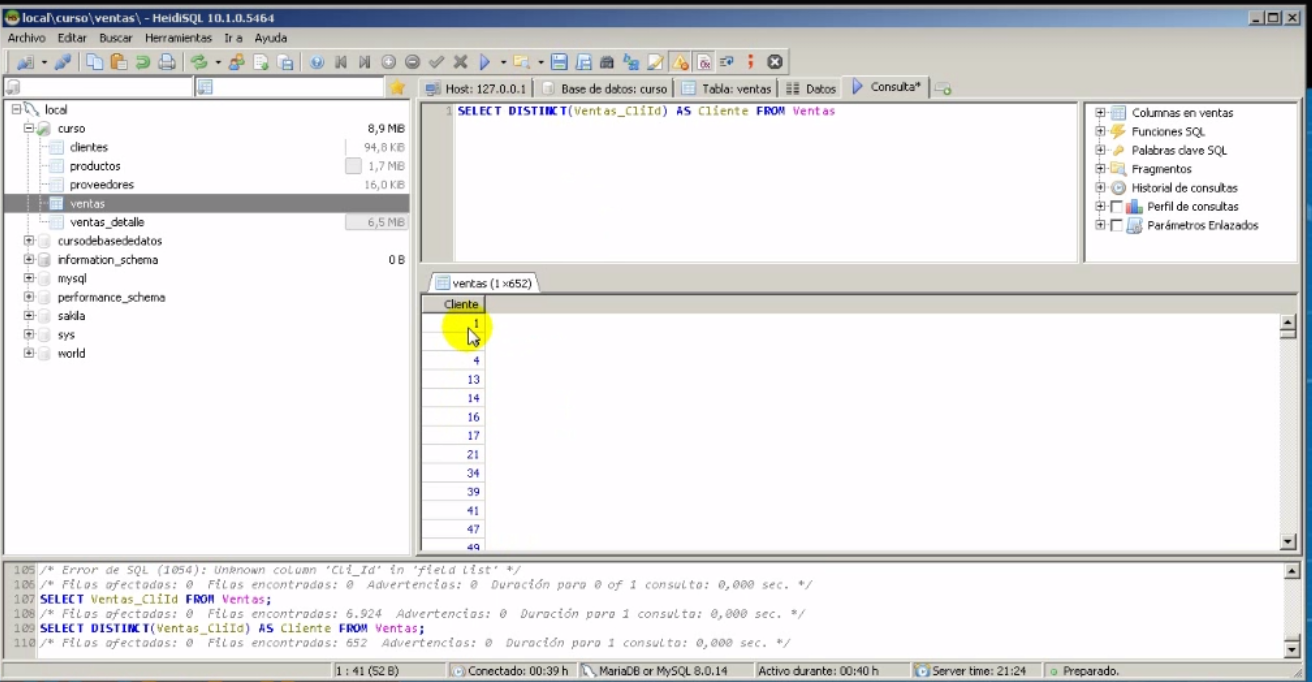 local\curso\ventas\ - HeidiSQL 10.1.0.5464
Archivo Editar Buscar Herramientas Ir a Ayuda
Host: 127.0.0.1 Base de datos: curso Tabla: ventas Datos Consulta*
local
curso 8,9 MB
clientes 94,8 KB
productos 1,7 MB
proveedores 16,0 KB
ventas
ventas_detalle 6,5 MB
cursodebasededatos
information_schema 0 B
mysql
performance_schema
sakila
sys
world
1 SELECT DISTINCT(Ventas_CliId) AS Cliente FROM Ventas
Columnas en ventas
Funciones SQL
Palabras clave SQL
Fragmentos
Historial de consultas
Perfil de consultas
Parámetros Enlazados
ventas (1×652)
Cliente
1
4
13
14
16
17
21
34
39
41
47
49
105 /* Error de SQL (1054): Unknown column 'Cli_Id' in 'field list' */
106 /* Filas afectadas: 0 Filas encontradas: 0 Advertencias: 0 Duración para 0 of 1 consulta: 0,000 sec. */
107 SELECT Ventas_CliId FROM Ventas;
108 /* Filas afectadas: 0 Filas encontradas: 6.924 Advertencias: 0 Duración para 1 consulta: 0,000 sec. */
109 SELECT DISTINCT(Ventas_CliId) AS Cliente FROM Ventas;
110 /* Filas afectadas: 0 Filas encontradas: 652 Advertencias: 0 Duración para 1 consulta: 0,000 sec. */
1 : 41 (52 B) Conectado: 00:39 h MariaDB or MySQL 8.0.14 Activo durante: 00:40 h Server time: 21:24 Preparado.